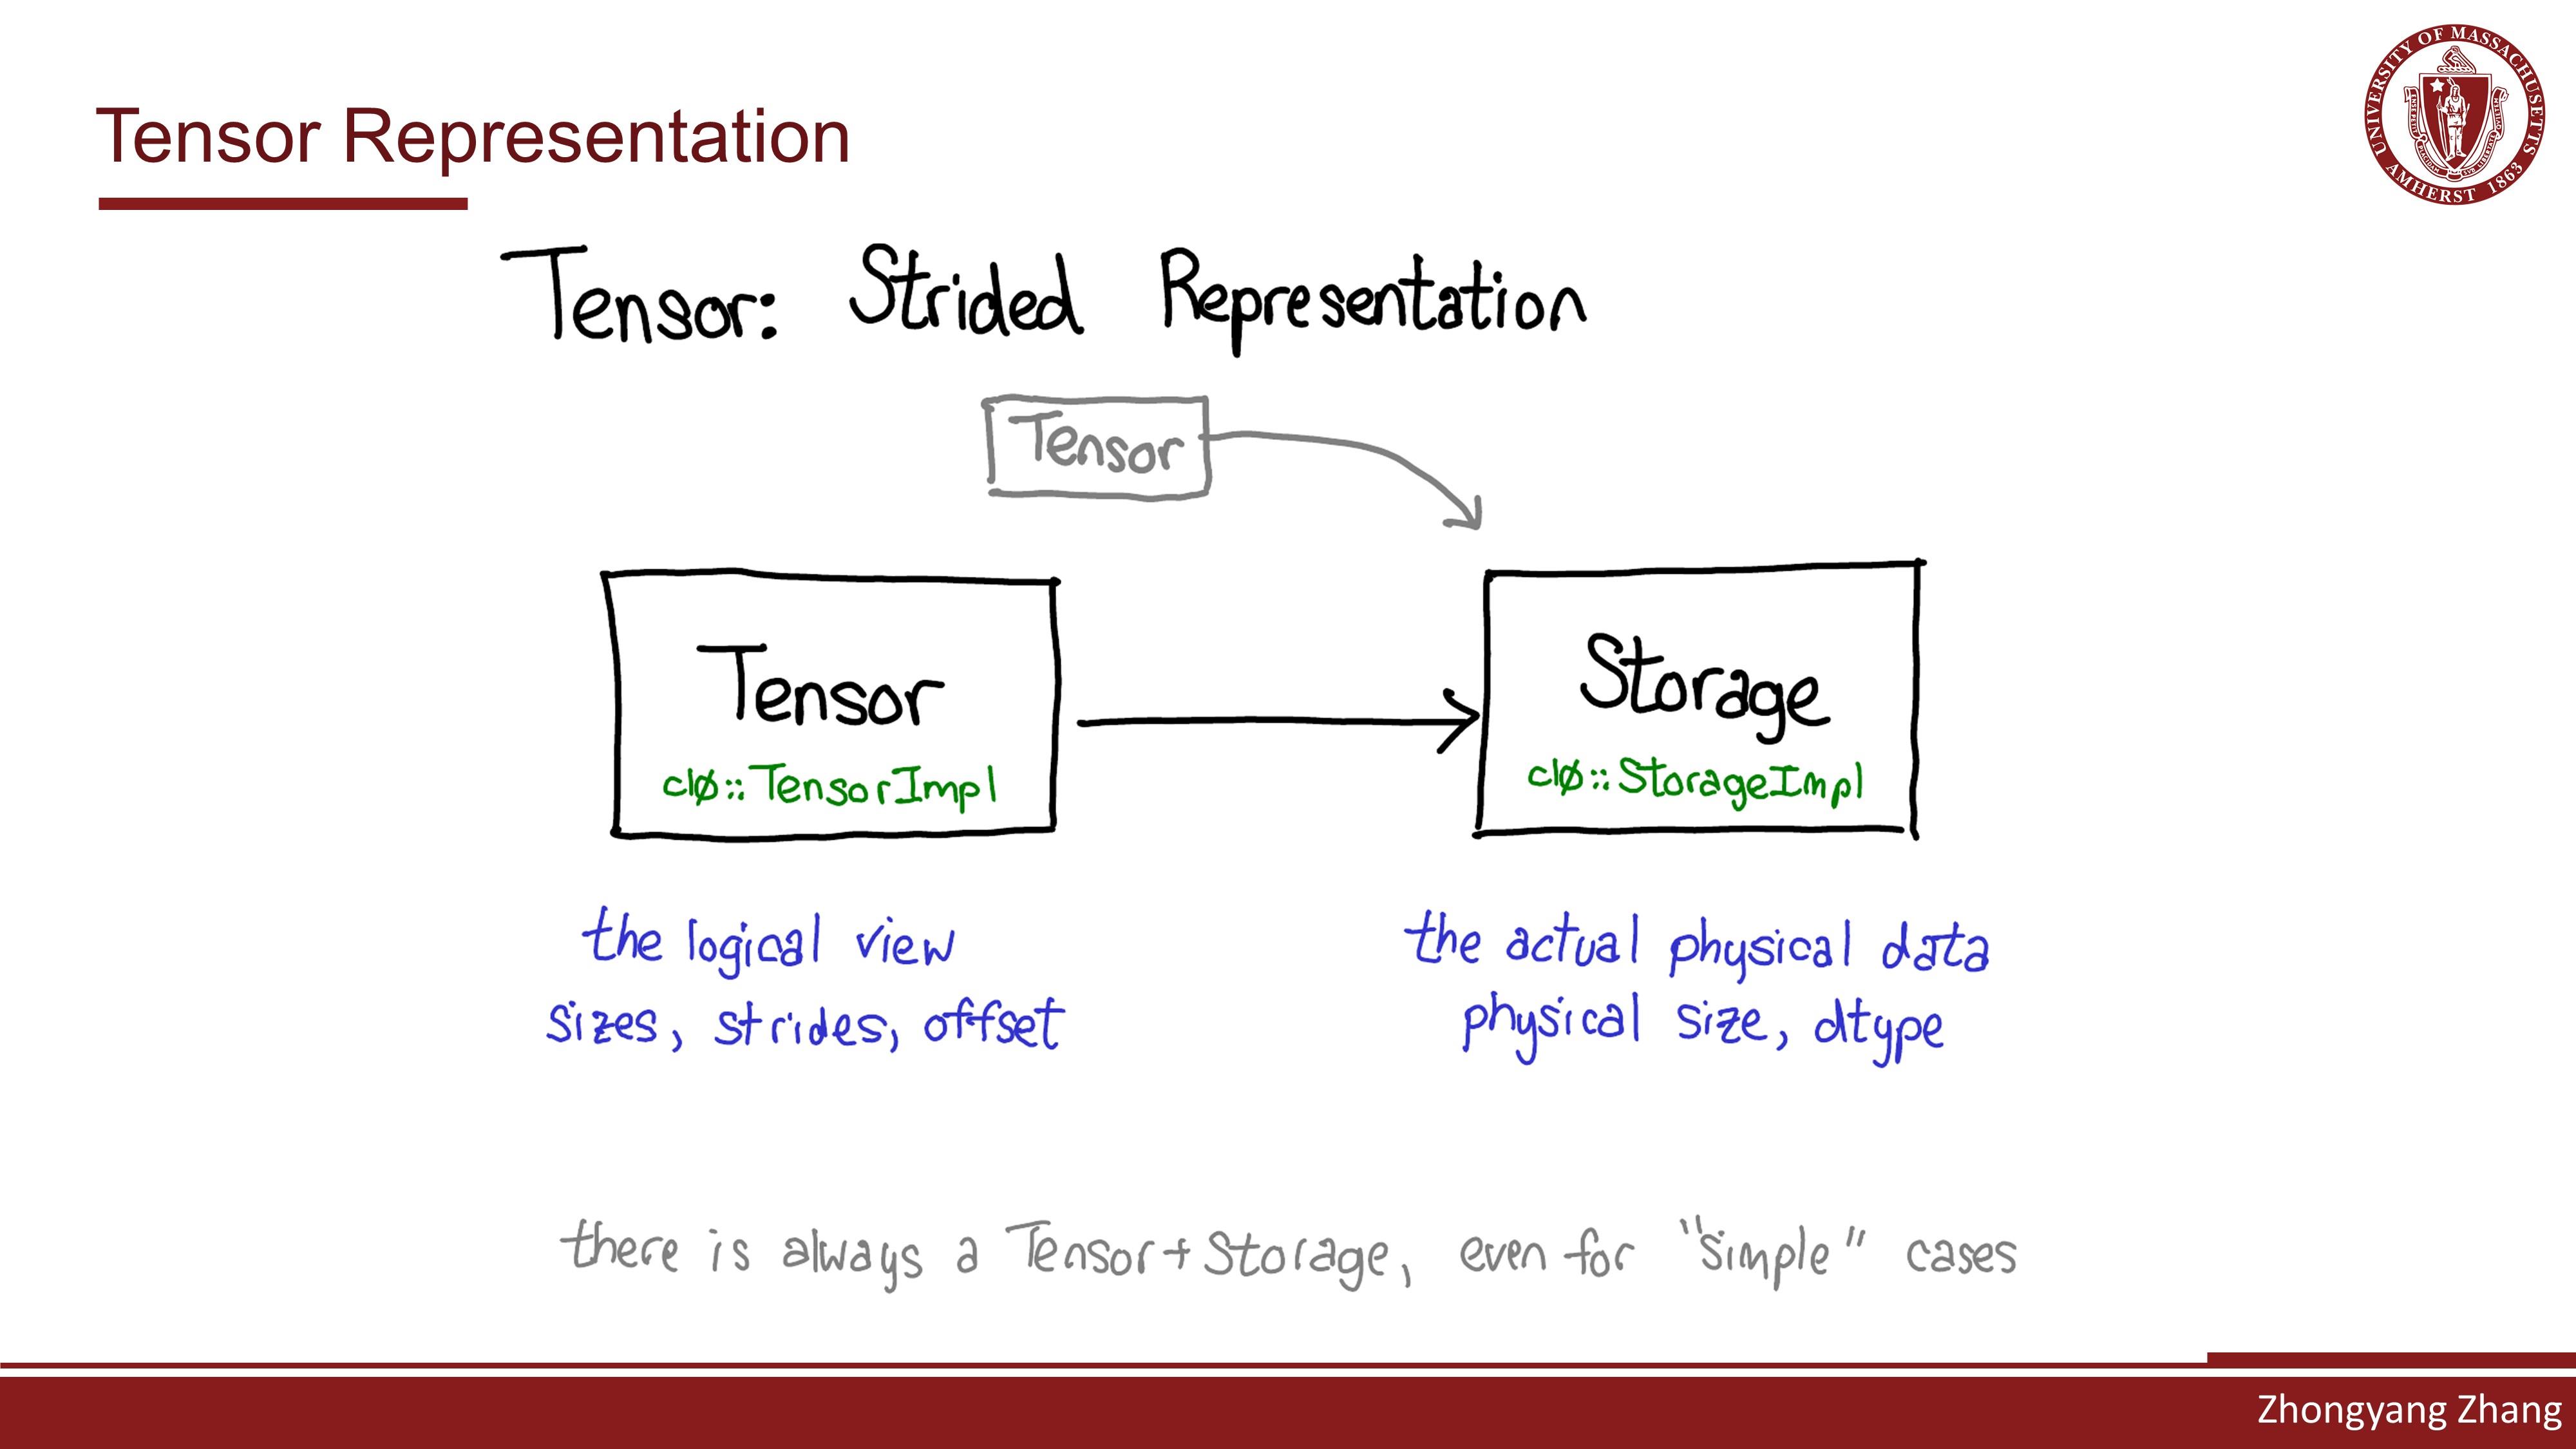 Tensor Representation
UNIVERSITY OF MASSACHUSETTS
AMHERST 1863
Tensor: Strided Representation
Tensor
Tensor
c10::TensorImpl
Storage
c10::StorageImpl
the logical view
sizes, strides, offset
the actual physical data
physical size, dtype
there is always a Tensor + Storage, even for "simple" cases
Zhongyang Zhang